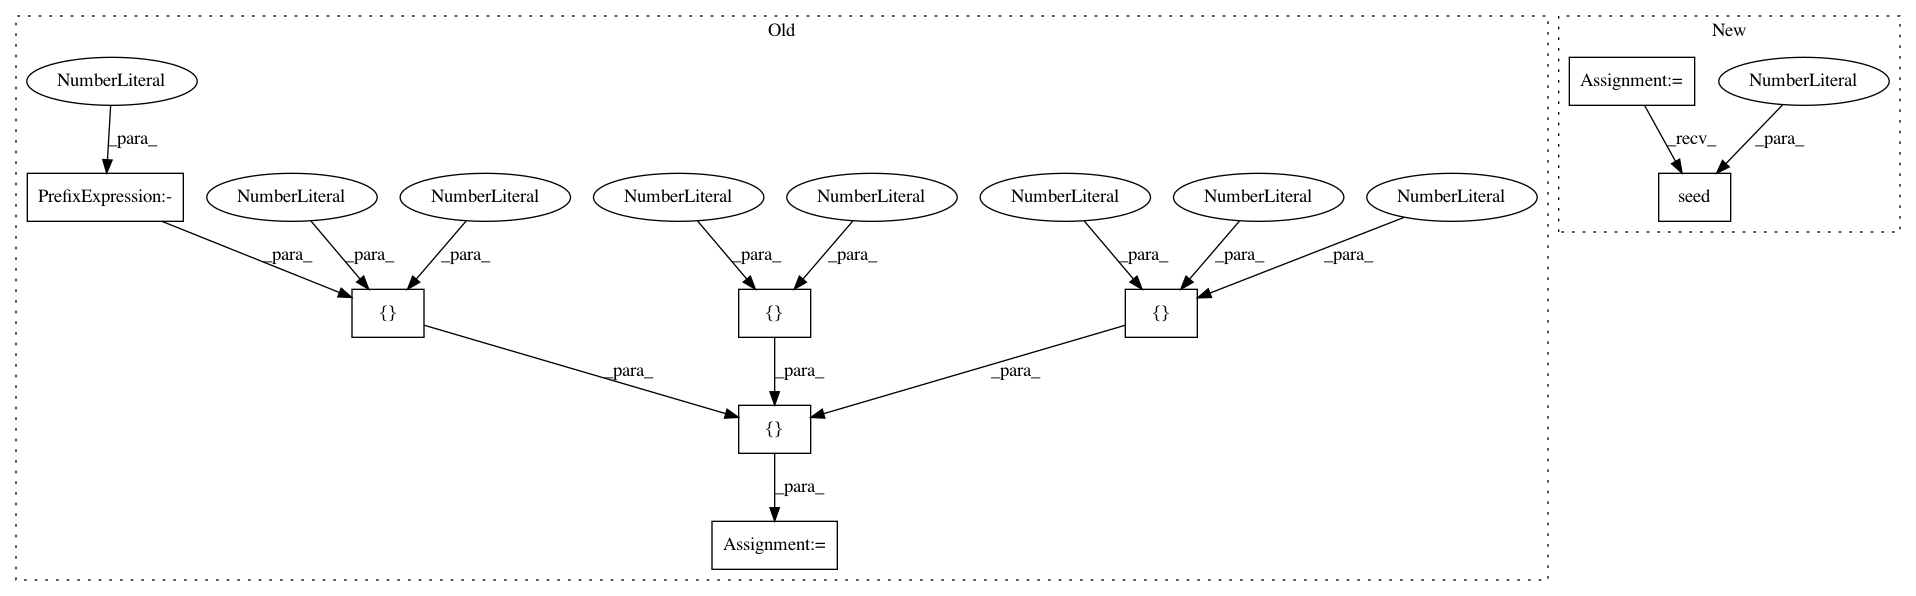 Old
New
NumberLiteral
Assignment:=
NumberLiteral
_para_
_recv_
_para_
PrefixExpression:-
NumberLiteral
NumberLiteral
NumberLiteral
NumberLiteral
NumberLiteral
NumberLiteral
NumberLiteral
seed
_para_
_para_
_para_
_para_
_para_
_para_
_para_
_para_
{}
{}
{}
_para_
_para_
_para_
{}
_para_
Assignment:=